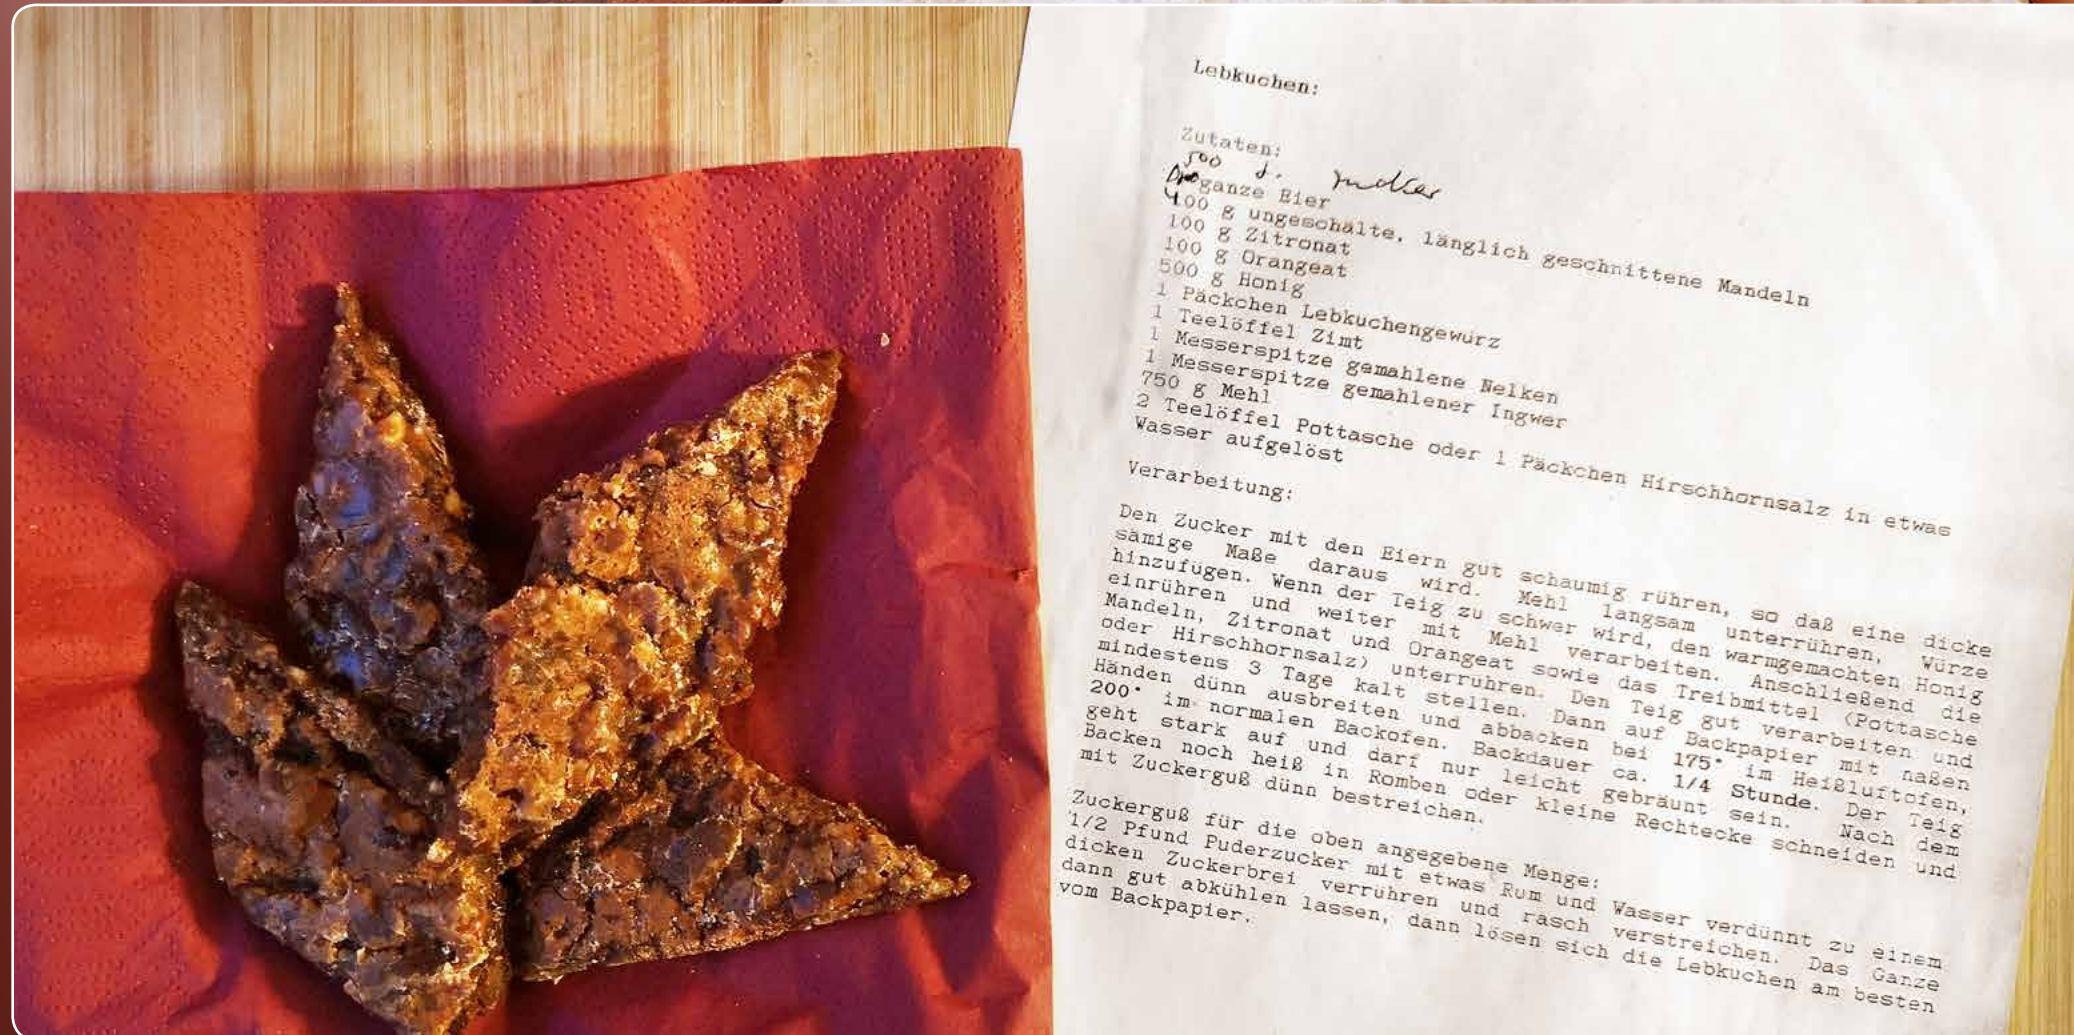 Lebkuchen:
Zutaten:
500 g. Zucker
ganze Eier
400 g ungeschälte, länglich geschnittene Mandeln
100 g Zitronat
100 g Orangeat
500 g Honig
1 Päckchen Lebkuchengewürz
1 Teelöffel Zimt
1 Messerspitze gemahlene Nelken
1 Messerspitze gemahlener Ingwer
750 g Mehl
2 Teelöffel Pottasche oder 1 Päckchen Hirschhornsalz in etwas
Wasser aufgelöst
Verarbeitung:
Den Zucker mit den Eiern gut schaumig rühren, so daß eine dicke
sämige Maße daraus wird. Mehl langsam unterrühren, Würze
hinzufügen. Wenn der Teig zu schwer wird, den warmgemachten Honig
einrühren und weiter mit Mehl verarbeiten. Anschließend die
Mandeln, Zitronat und Orangeat sowie das Treibmittel (Pottasche
oder Hirschhornsalz) unterrühren. Den Teig gut verarbeiten und
mindestens 3 Tage kalt stellen. Dann auf Backpapier mit naßen
Händen dünn ausbreiten und abbacken bei 175° im Heißluftofen,
200° im normalen Backofen. Backdauer ca. 1/4 Stunde. Der Teig
geht stark auf und darf nur leicht gebräunt sein. Nach dem
Backen noch heiß in Romben oder kleine Rechtecke schneiden und
mit Zuckerguß dünn bestreichen.
Zuckerguß für die oben angegebene Menge:
1/2 Pfund Puderzucker mit etwas Rum und Wasser verdünnt zu einem
dicken Zuckerbrei verrühren und rasch verstreichen. Das Ganze
dann gut abkühlen lassen, dann lösen sich die Lebkuchen am besten
vom Backpapier.